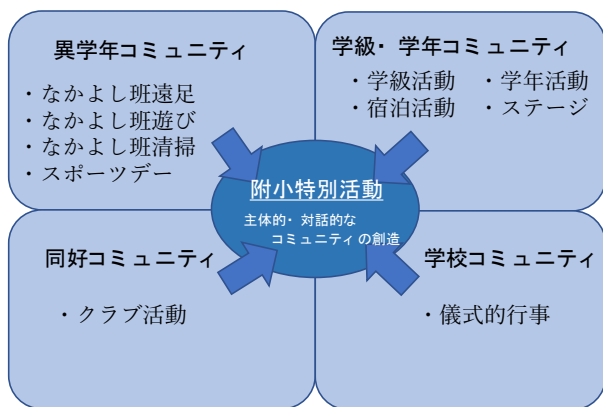 異学年コミュニティ
・なかよし班遠足
・なかよし班遊び
・なかよし班清掃
・スポーツデー
学級・学年コミュニティ
・学級活動 ・学年活動
・宿泊活動 ・ステージ
附小特別活動
主体的・対話的な
コミュニティの創造
同好コミュニティ
・クラブ活動
学校コミュニティ
・儀式的行事